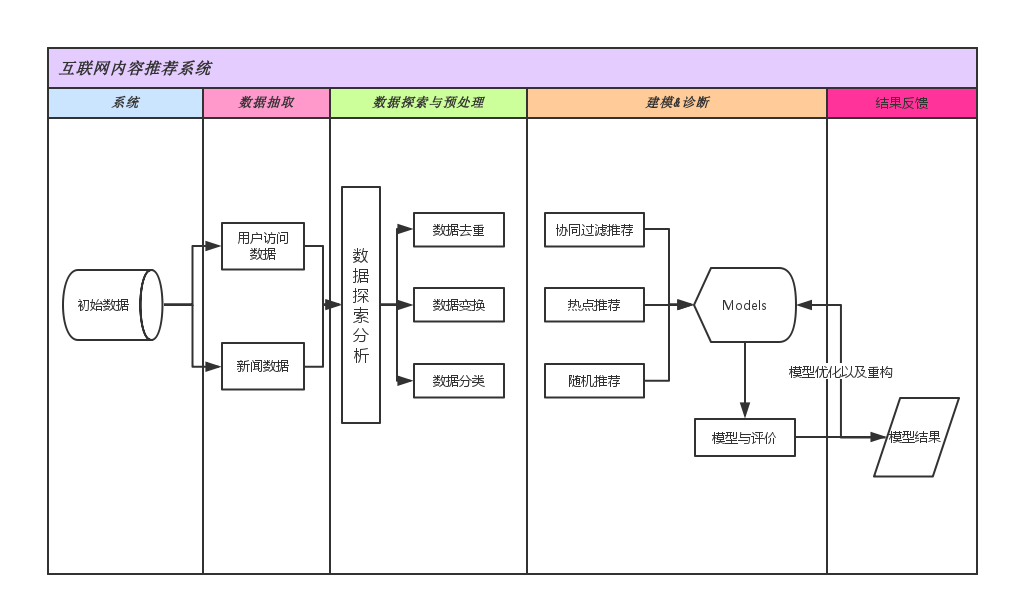 互联网内容推荐系统
系统
数据抽取
数据探索与预处理
建模&诊断
结果反馈
初始数据
用户访问
数据
新闻数据
数
据
探
索
分
析
数据去重
数据变换
数据分类
协同过滤推荐
热点推荐
随机推荐
Models
模型优化以及重构
模型与评价
模型结果